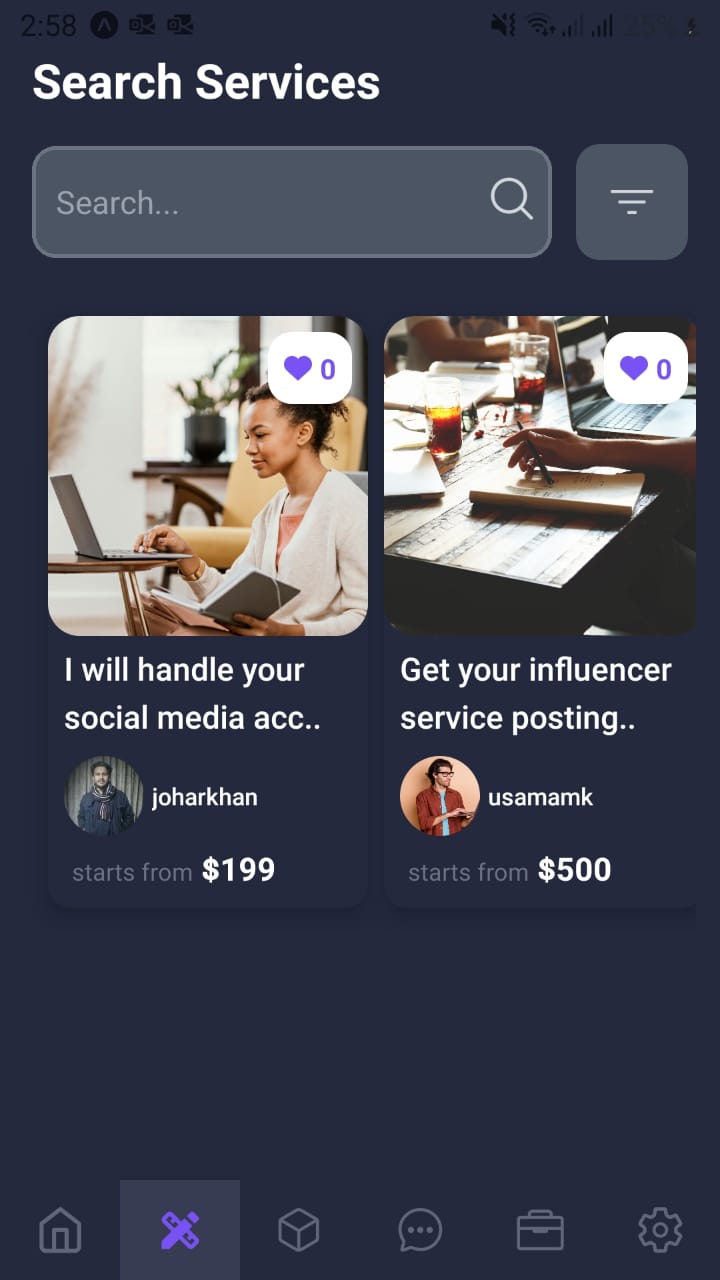 2:58
25%
Search Services
Search...
0
0
I will handle your
social media acc..
Get your influencer
service posting..
joharkhan
usamamk
starts from $199
starts from $500